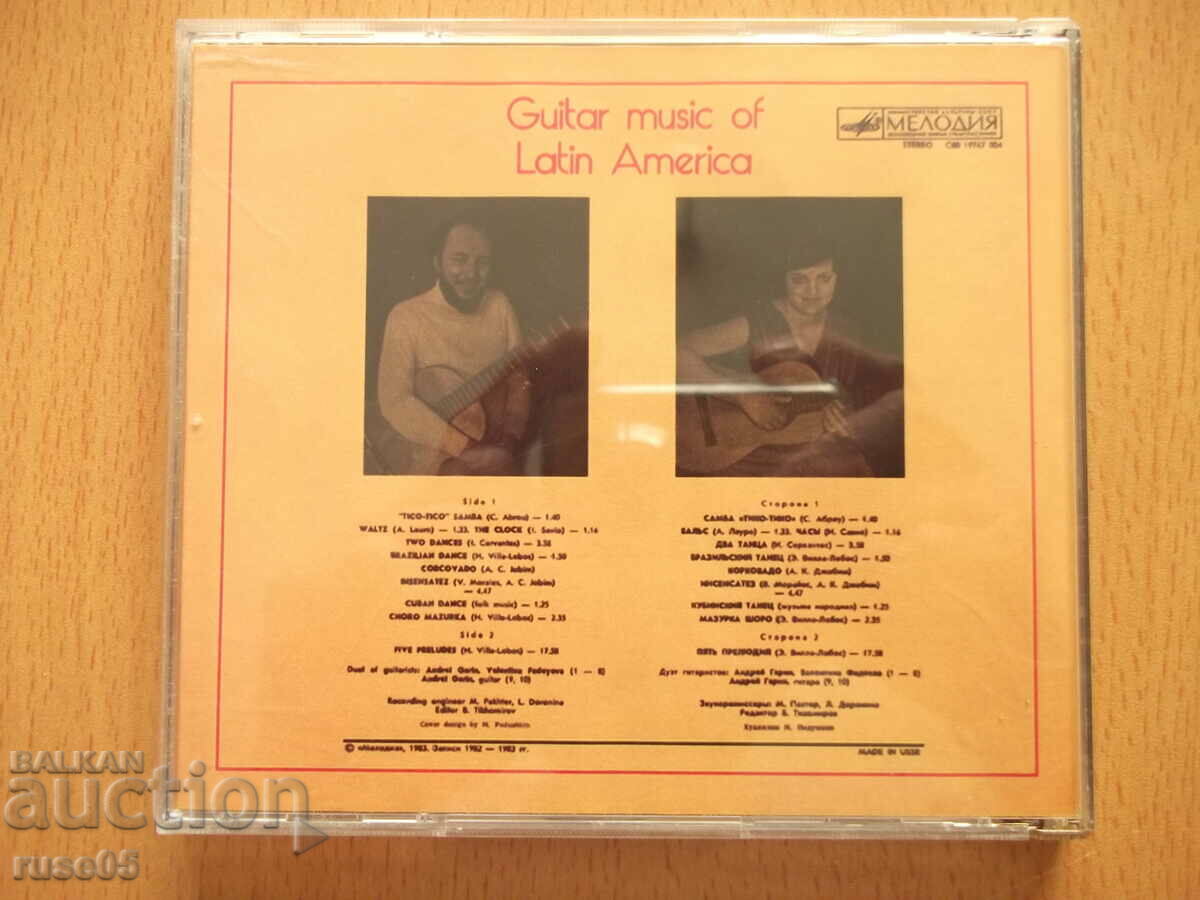 Guitar music of
Latin America
МЕЛОДИЯ
STEREO С60 19767 004
Side 1
"TICO-TICO" SAMBA (C. Abreu) — 1.40
WALTZ (A. Lauro) — 1.23. THE CLOCK (I. Savio) — 1.16
TWO DANCES (I. Cervantes) — 3.58
BRAZILIAN DANCE (H. Villa-Lobos) — 1.50
CORCOVADO (A. C. Jobim)
INSENSATEZ (V. Morales, A. C. Jobim)
— 4.47
CUBAN DANCE (folk music) — 1.25
CHORO MAZURKA (H. Villa-Lobos) — 2.35
Side 2
FIVE PRELUDES (H. Villa-Lobos) — 17.58
Duet of guitarists: Andrei Garin, Valentina Fadeyeva (1 — 8)
Andrei Garin, guitar (9, 10)
Recording engineer M. Pakhter, L. Doronina
Editor B. Tikhomirov
Cover design by N.
Сторона 1
САМБА «ТИКО-ТИКО» (С. Абреу) — 1.40
ВАЛЬС (А. Лауро) — 1.23. ЧАСЫ (И. Савио) — 1.16
ДВА ТАНЦА (И. Сервантес) — 3.58
БРАЗИЛЬСКИЙ ТАНЕЦ (Э. Вилла-Лобос) — 1.50
КОРКОВАДО (А. К. Джобим)
ИНСЕНСАТЕЗ (В. Морайес, А. К. Джобим)
— 4.47
КУБИНСКИЙ ТАНЕЦ (музыка народная) — 1.25
МАЗУРКА ШОРО (Э. Вилла-Лобос) — 2.35
Сторона 2
ПЯТЬ ПРЕЛЮДИЙ (Э. Вилла-Лобос) — 17.58
Дуэт гитаристов: Андрей Гарин, Валентина Фадеева (1 — 8)
Андрей Гарин, гитара (9, 10)
Звукорежиссеры: М. Пахтер, Л. Доронина
Редактор Б. Тихомиров
Художник Н.
© «Мелодия», 1983. Записи 1982 — 1983 гг.
MADE IN USSR
BALKAN
auction
ruse05